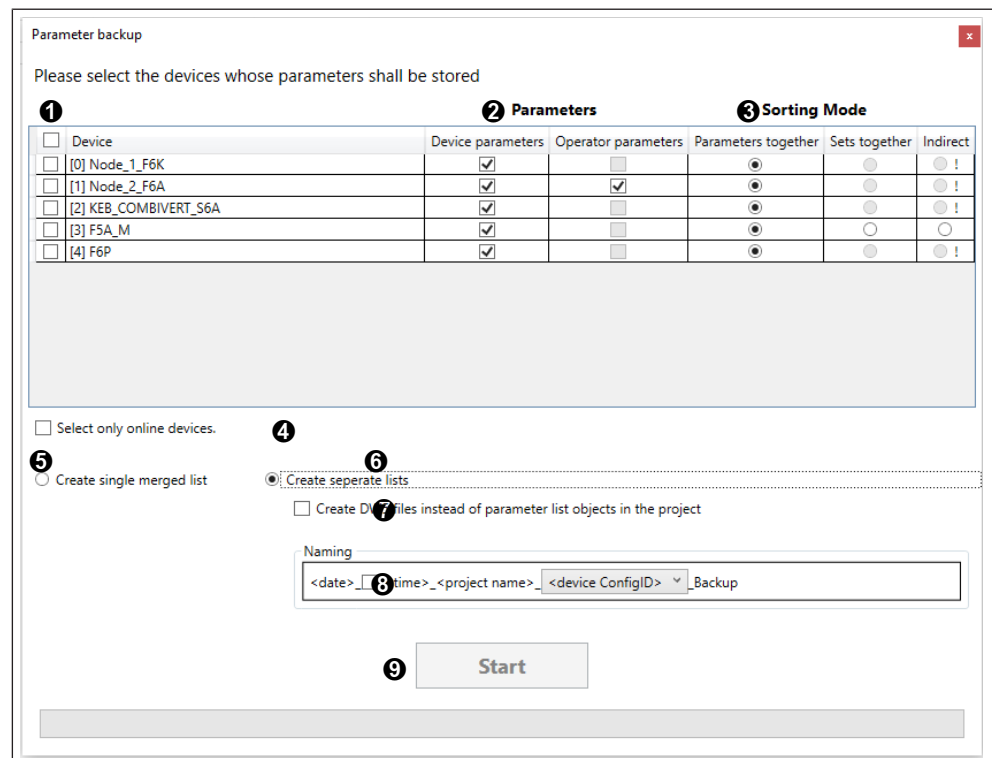 Parameter backup x
Please select the devices whose parameters shall be stored
1 2 Parameters 3 Sorting Mode
Device Device parameters Operator parameters Parameters together Sets together Indirect
[0] Node_1_F6K !
[1] Node_2_F6A !
[2] KEB_COMBIVERT_S6A !
[3] F5A_M
[4] F6P !
Select only online devices. 4
5 6
Create single merged list Create seperate lists
Create D 7 files instead of parameter list objects in the project
Naming
<date>_ 8 time>_<project name>_ <device ConfigID> _Backup
9 Start